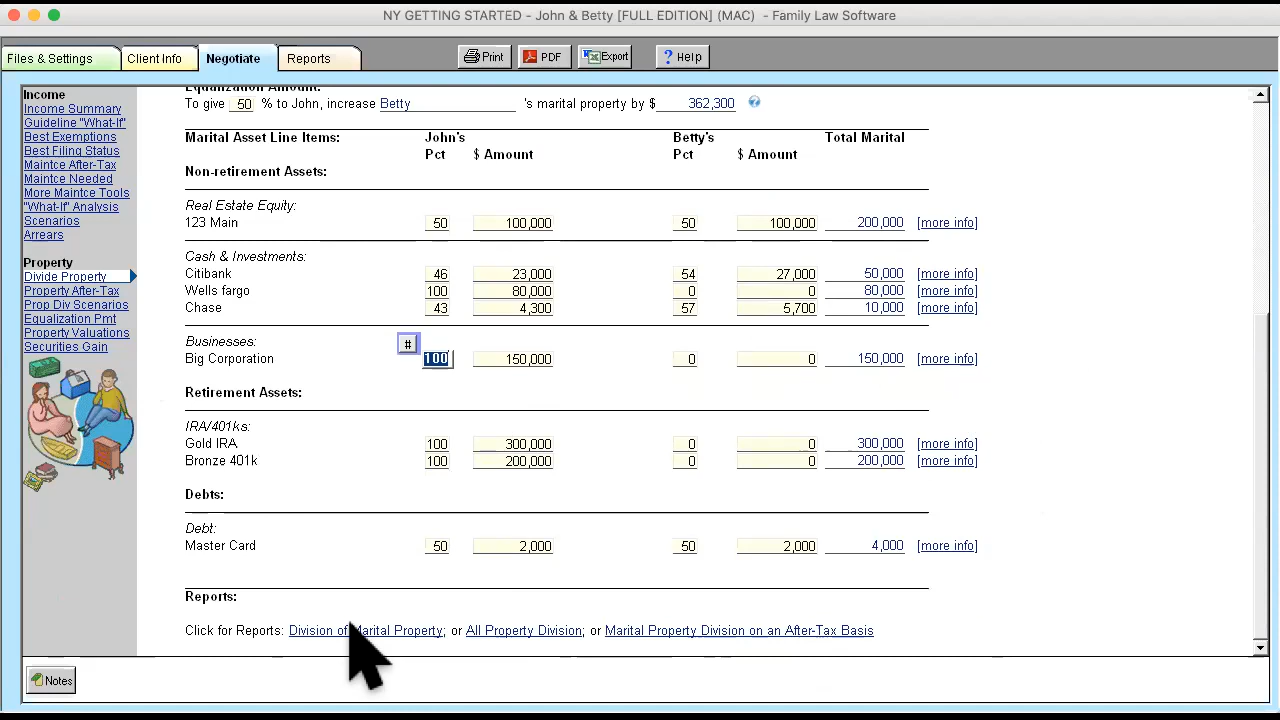 NY GETTING STARTED - John & Betty [FULL EDITION] (MAC) - Family Law Software
Files & Settings Client Info Negotiate Reports Print PDF Export ? Help
Income
Income Summary
Guideline "What-If"
Best Exemptions
Best Filing Status
Maintce After-Tax
Maintce Needed
More Maintce Tools
"What-If" Analysis
Scenarios
Arrears
Property
Divide Property
Property After-Tax
Prop Div Scenarios
Equalization Pmt
Property Valuations
Securities Gain
Equalization Amount:
To give 50 % to John, increase Betty 's marital property by $ 362,300 ?
Marital Asset Line Items: John's Betty's Total Marital
Pct $ Amount Pct $ Amount
Non-retirement Assets:
Real Estate Equity:
123 Main 50 100,000 50 100,000 200,000 [more info]
Cash & Investments:
Citibank 46 23,000 54 27,000 50,000 [more info]
Wells fargo 100 80,000 0 0 80,000 [more info]
Chase 43 4,300 57 5,700 10,000 [more info]
Businesses: #
Big Corporation 100 150,000 0 0 150,000 [more info]
Retirement Assets:
IRA/401ks:
Gold IRA 100 300,000 0 0 300,000 [more info]
Bronze 401k 100 200,000 0 0 200,000 [more info]
Debts:
Debt:
Master Card 50 2,000 50 2,000 4,000 [more info]
Reports:
Click for Reports: Division of Marital Property; or All Property Division; or Marital Property Division on an After-Tax Basis
Notes